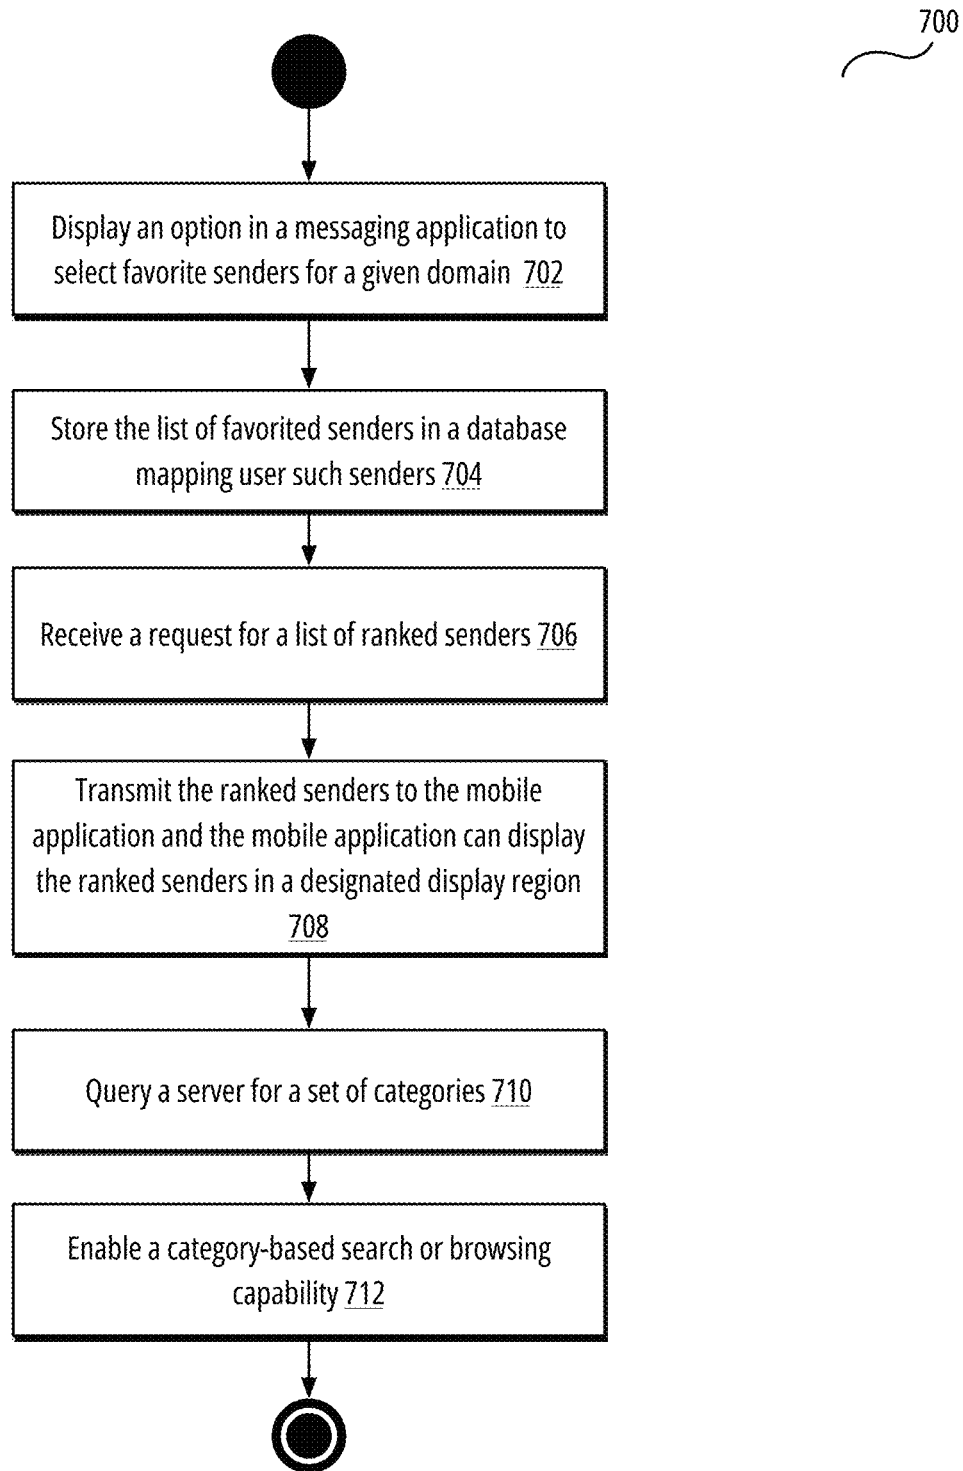 700
Display an option in a messaging application to
select favorite senders for a given domain 702
Store the list of favorited senders in a database
mapping user such senders 704
Receive a request for a list of ranked senders 706
Transmit the ranked senders to the mobile
application and the mobile application can display
the ranked senders in a designated display region
708
Query a server for a set of categories 710
Enable a category-based search or browsing
capability 712